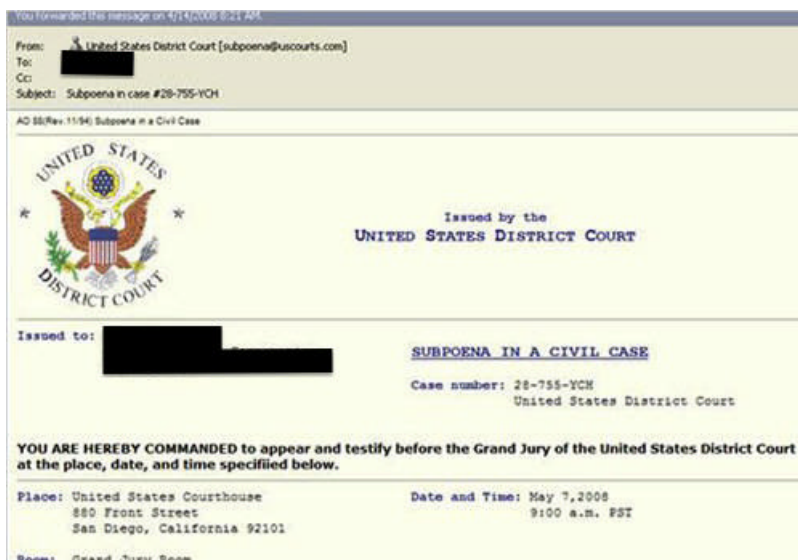 You forwarded this message on 4/14/2008 8:21 AM.
From: United States District Court [subpoena@uscourts.com]
To:
Cc:
Subject: Subpoena in case #28-755-YCH
AO 88(Rev.11/94) Subpoena in a Civil Case
UNITED STATES
DISTRICT COURT
Issued by the
UNITED STATES DISTRICT COURT
Issued to:
SUBPOENA IN A CIVIL CASE
Case number: 28-755-YCH
United States District Court
YOU ARE HEREBY COMMANDED to appear and testify before the Grand Jury of the United States District Court
at the place, date, and time specifiied below.
Place: United States Courthouse
880 Front Street
San Diego, California 92101
Date and Time: May 7,2008
9:00 a.m. PST
Room: Grand Jury Room